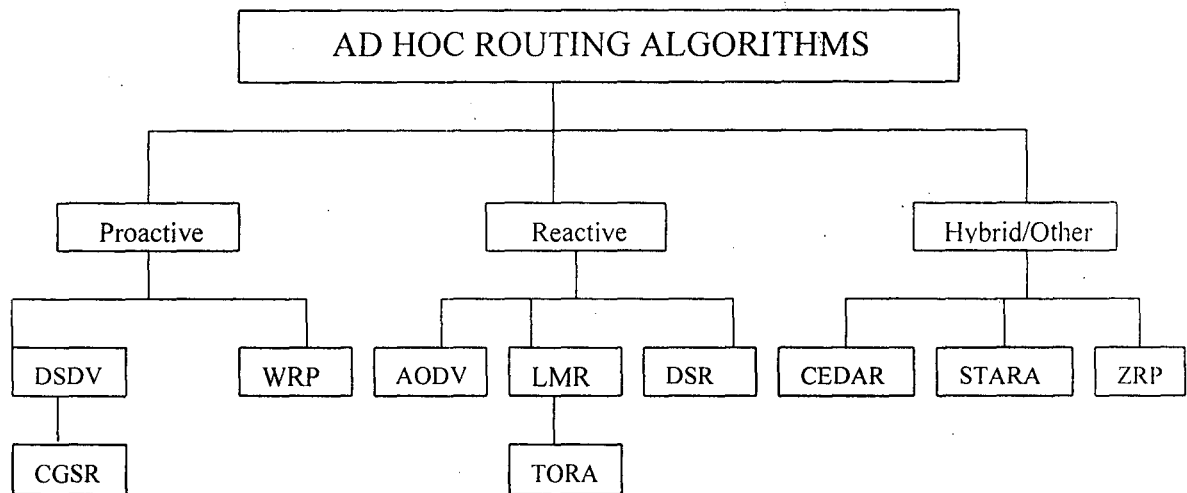 AD HOC ROUTING ALGORITHMS
Proactive
Reactive
Hybrid/Other
DSDV
WRP
AODV
LMR
DSR
CEDAR
STARA
ZRP
CGSR
TORA